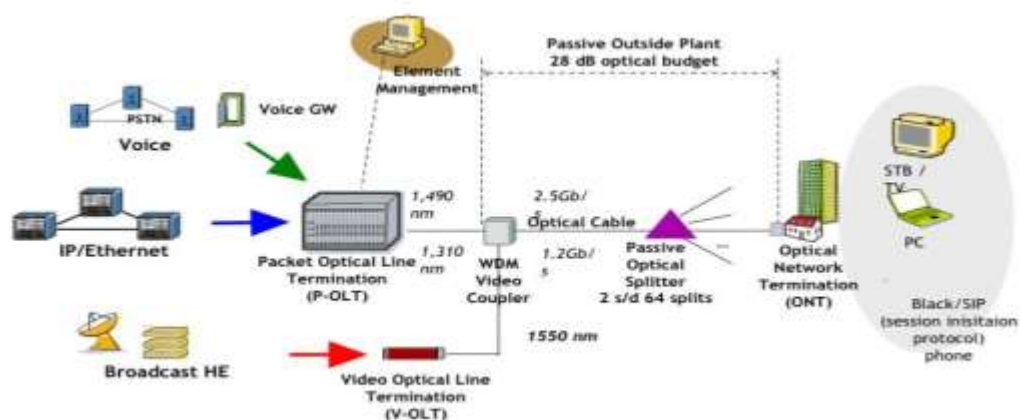 Passive Outside Plant
28 dB optical budget
Element
Management
PSTN
Voice GW
Voice
1,490
nm
2.5Gb/
s
STB /
TV
Optical Cable
IP/Ethernet
1,310
nm
1.2Gb/
s
PC
Packet Optical Line
Termination
(P-OLT)
WDM
Video
Coupler
Passive
Optical
Splitter
2 s/d 64 splits
...
Optical
Network
Termination
(ONT)
1550 nm
Black/SIP
(session inisitaion
protocol)
phone
Broadcast HE
Video Optical Line
Termination
(V-OLT)